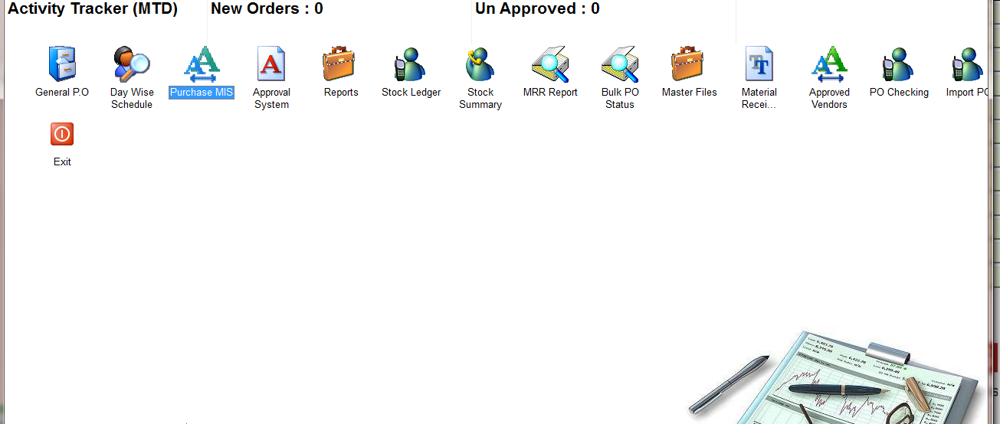 Activity Tracker (MTD)
New Orders : 0
Un Approved : 0
General P.O
Day Wise
Schedule
Purchase MIS
Approval
System
Reports
Stock Ledger
Stock
Summary
MRR Report
Bulk PO
Status
Master Files
Material
Recei...
Approved
Vendors
PO Checking
Import PO
Exit